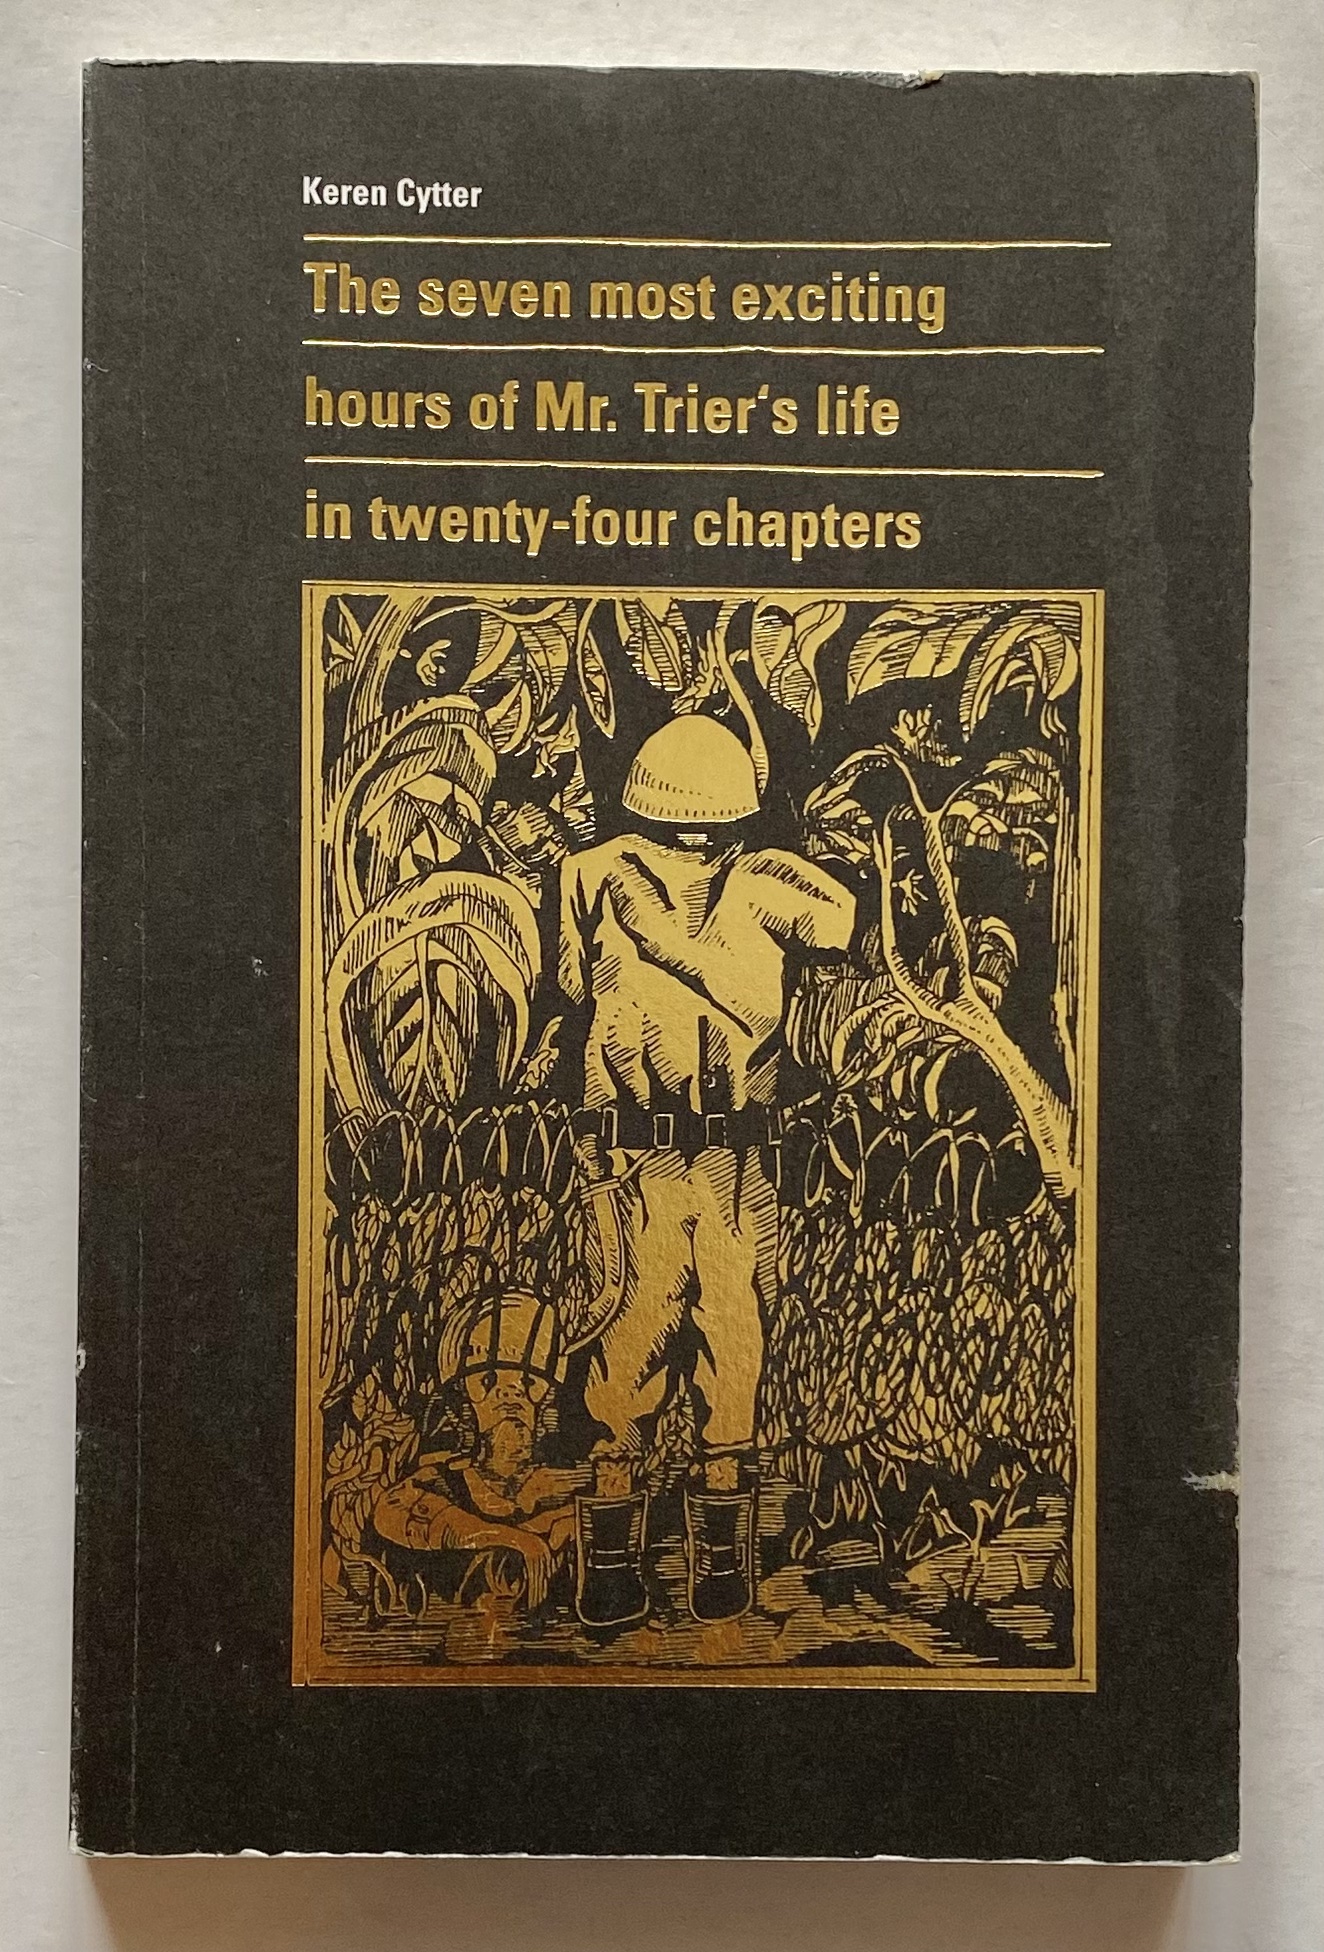 Keren Cytter
The seven most exciting
hours of Mr. Trier‘s life
in twenty-four chapters